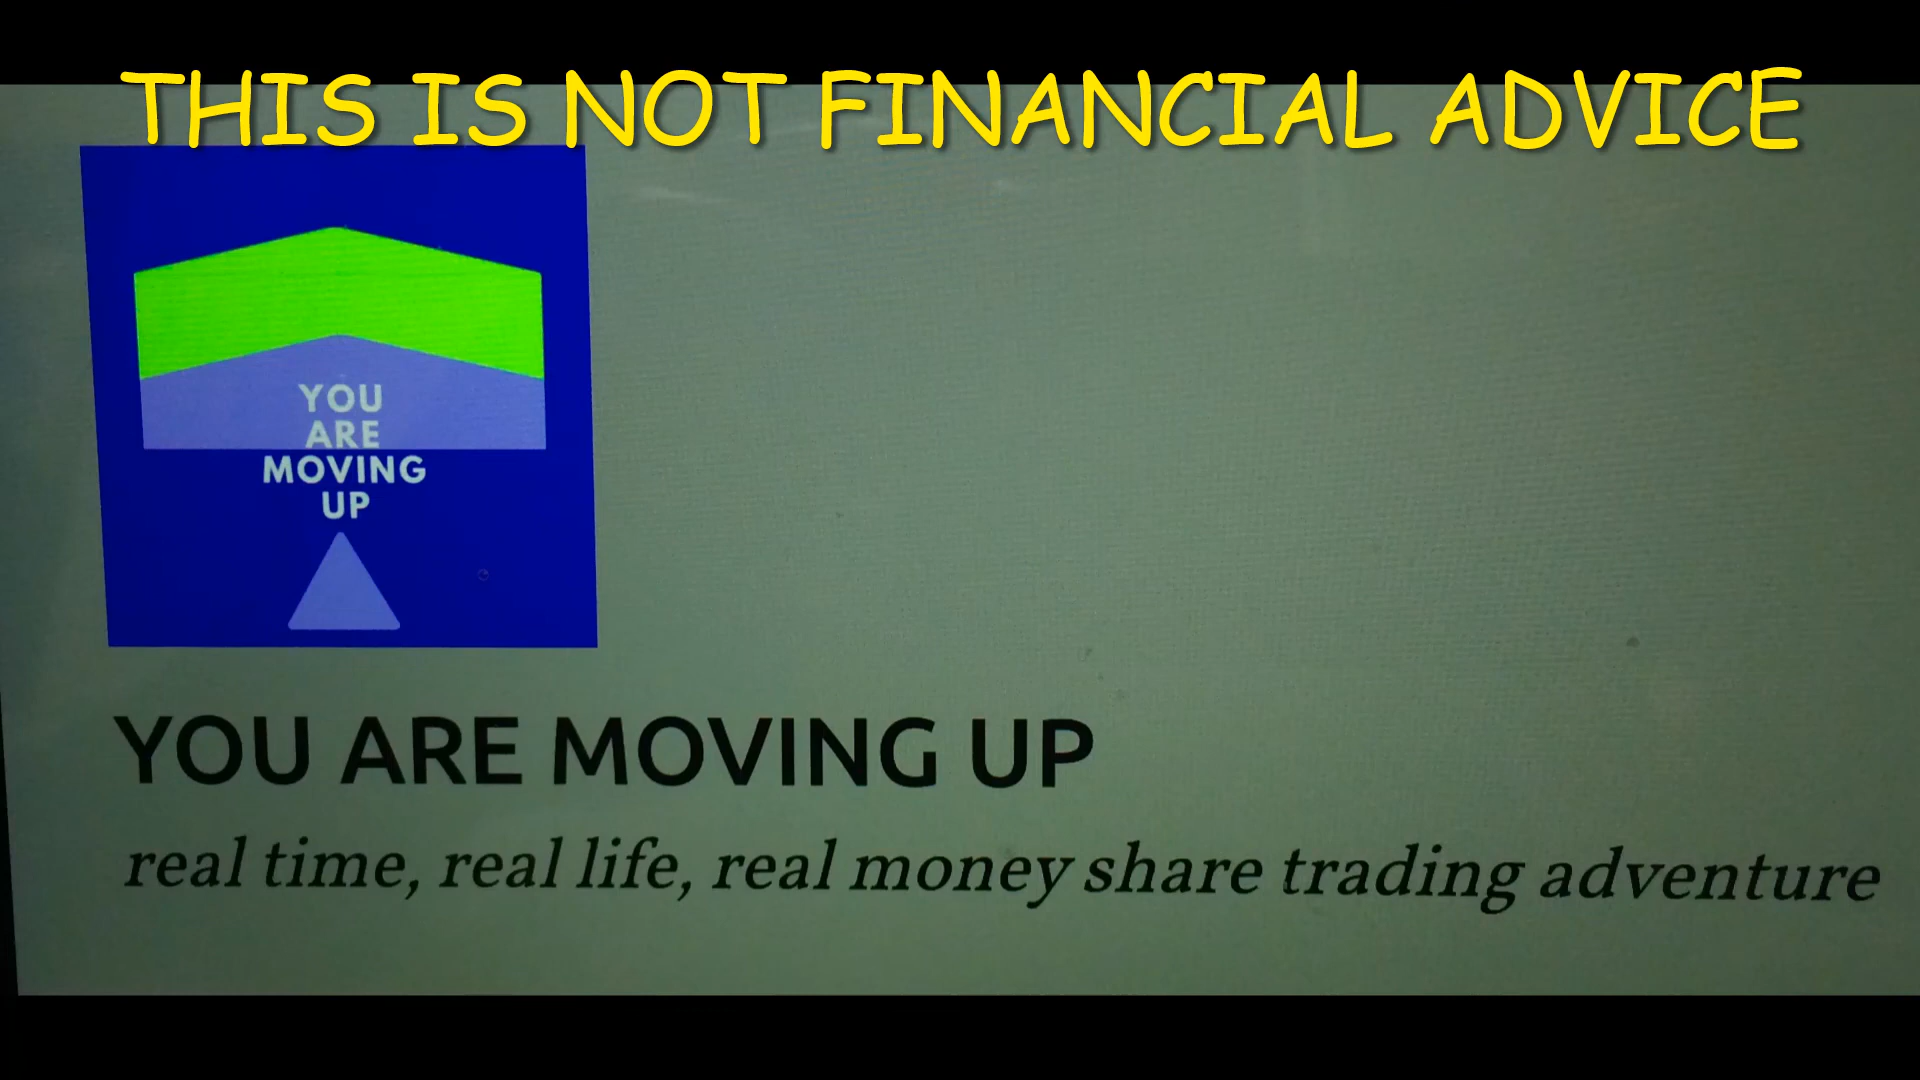 THIS IS NOT FINANCIAL ADVICE
YOU
ARE
MOVING
UP
YOU ARE MOVING UP
real time, real life, real money share trading adventure